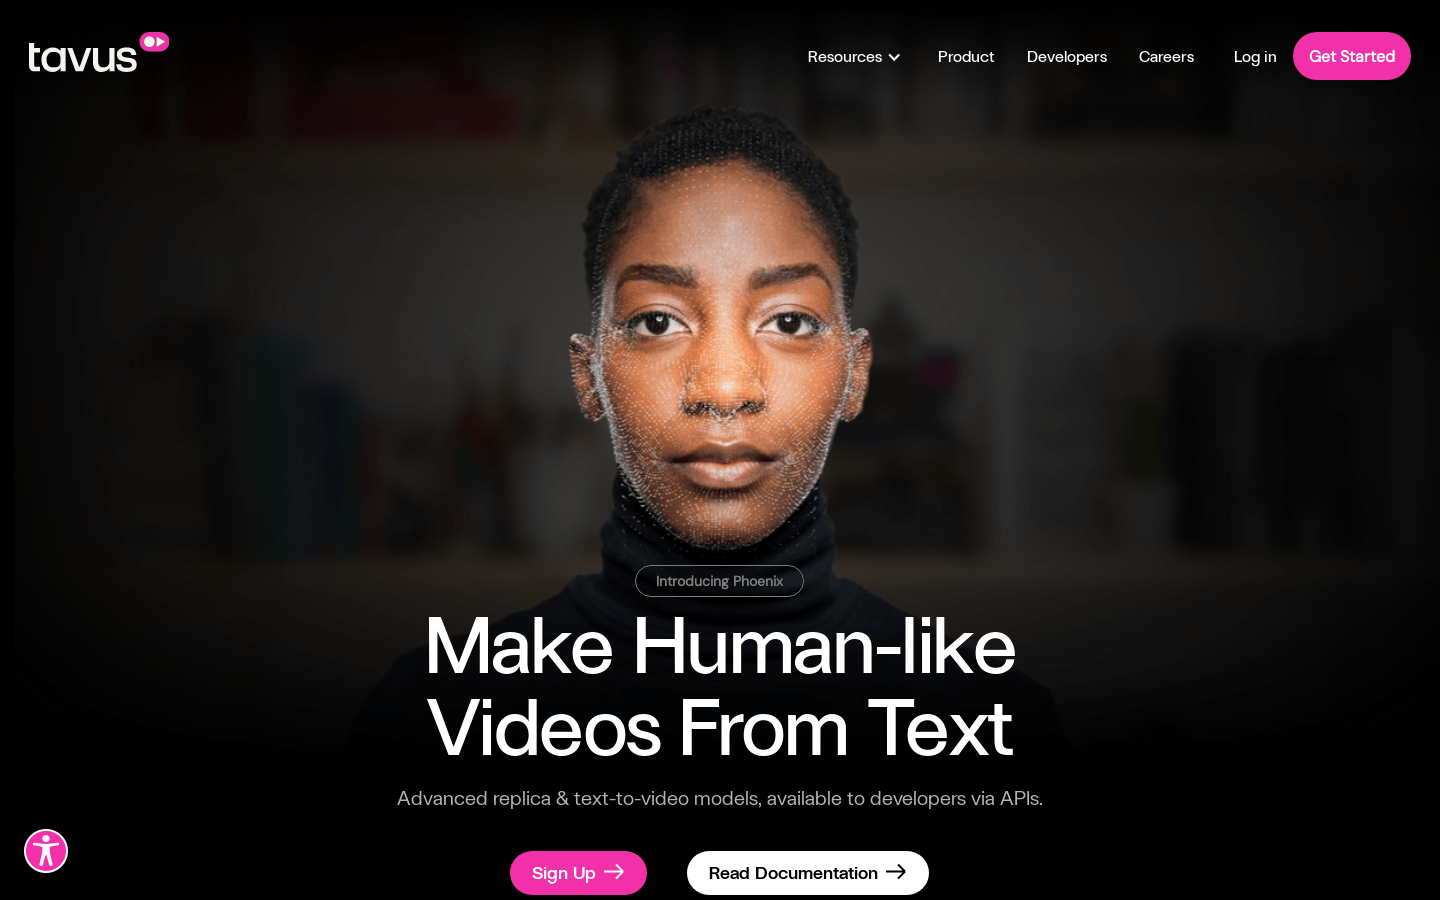 tavus
Resources
Product
Developers
Careers
Log in
Get Started
Introducing Phoenix
Make Human-like
Videos From Text
Advanced replica & text-to-video models, available to developers via APIs.
Sign Up
Read Documentation